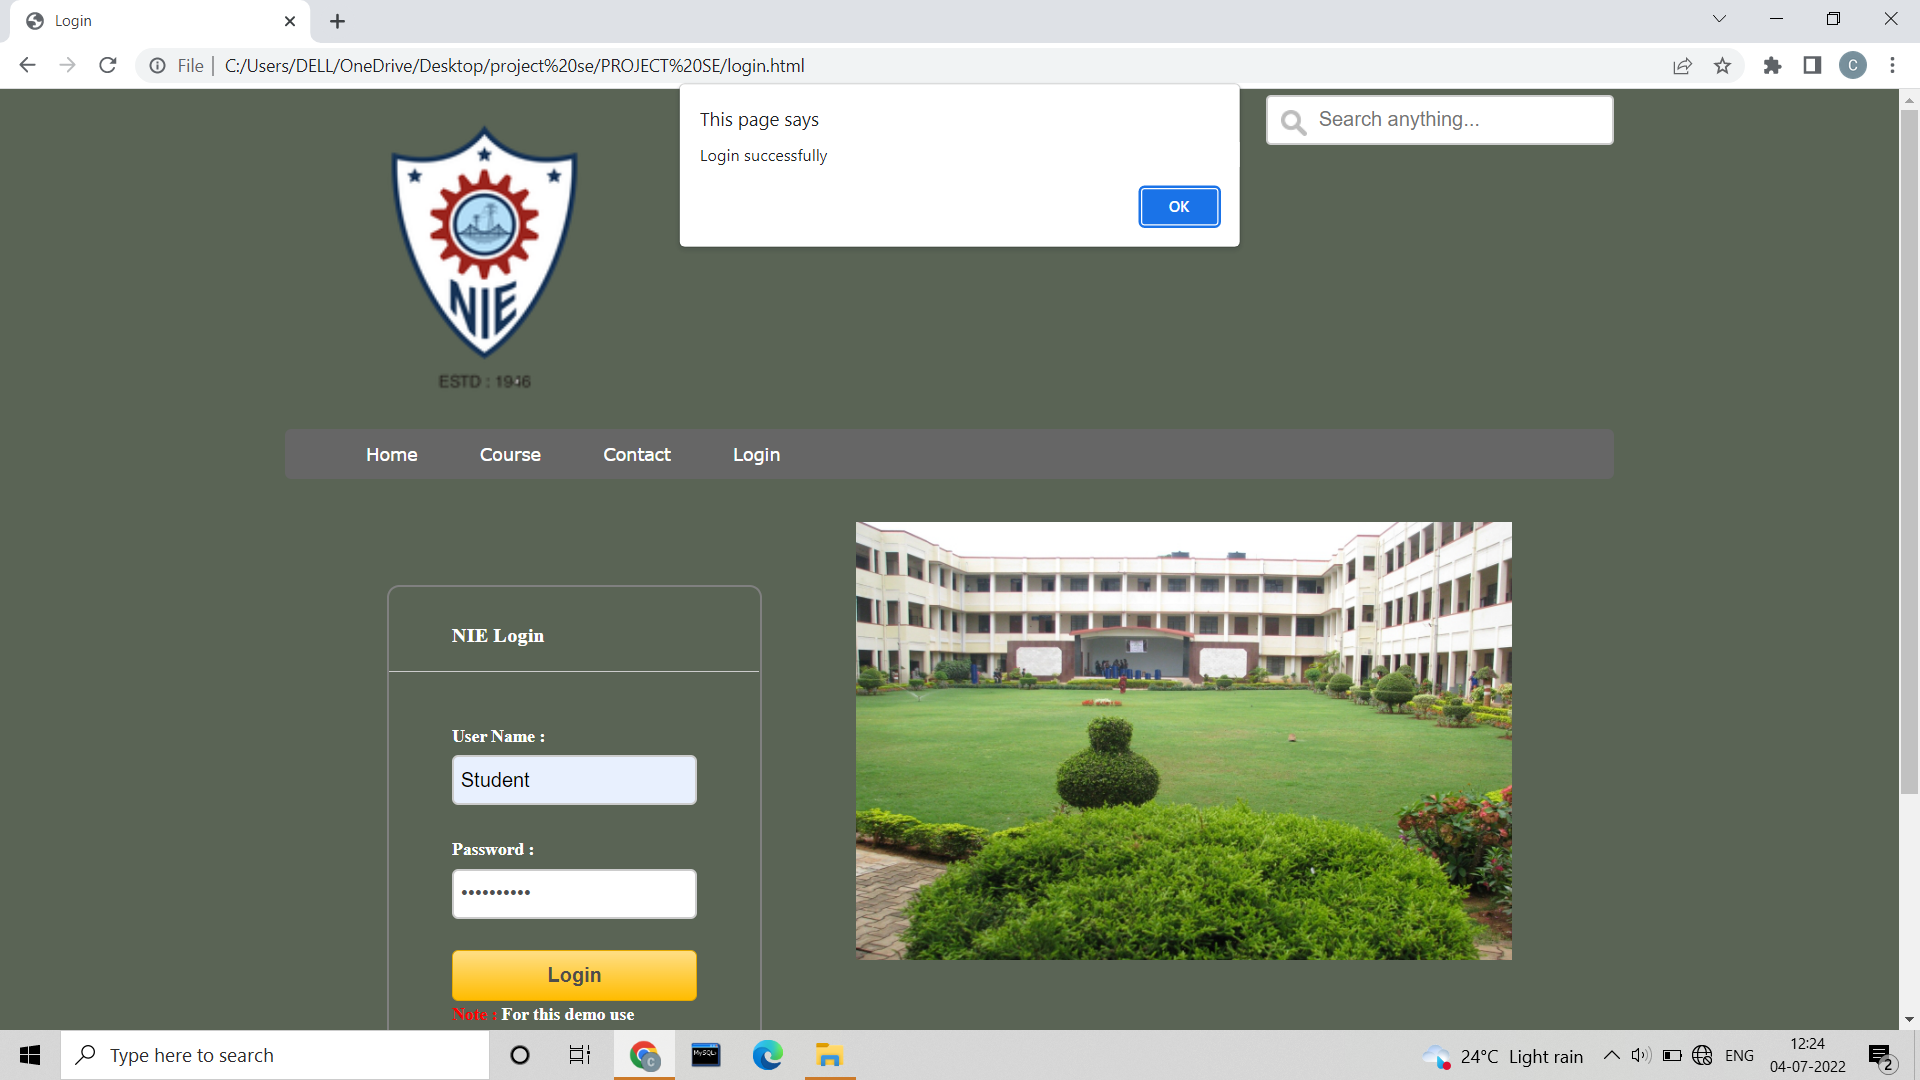 Login
File
C:/Users/DELL/OneDrive/Desktop/project%20se/PROJECT%20SE/login.html
C
This page says
Login successfully
OK
Search anything...
NIE
ESTD : 1946
Home Course Contact Login
NIE Login
User Name :
Student
Password :
••••••••••
Login
Note : For this demo use
Type here to search
C
MySQL
24°C Light rain
ENG
12:24
04-07-2022
2